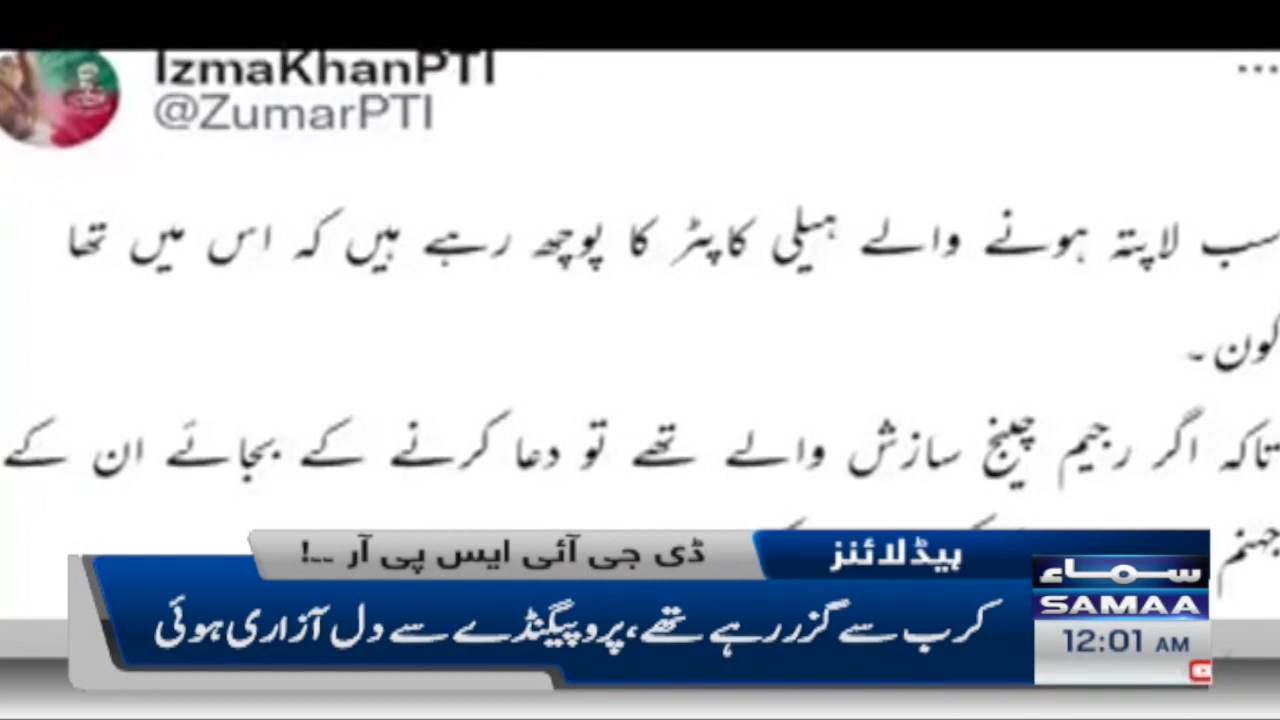 IzmaKhanPTI
@ZumarPTI
سب لاپتہ ہونے والے ہیلی کاپٹر کا پوچھ رہے ہیں کہ اس میں تھا
کون۔
تاکہ اگر رجیم چینج سازش والے تھے تو دعا کرنے کے بجائے ان کے
جہنم
ہیڈلائنز
ڈی جی آئی ایس پی آر ---!
کرب سے گزر رہے تھے، پروپیگنڈے سے دل آزاری ہوئی
سماء
SAMAA
12:01 AM